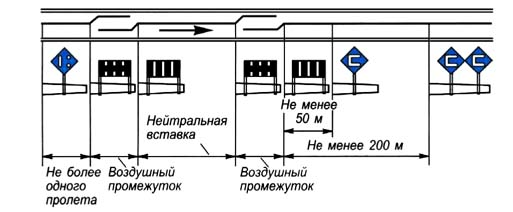 Не менее
50 м
Нейтральная
вставка
Не менее 200 м
Не более
одного
пролета
Воздушный
промежуток
Воздушный
промежуток